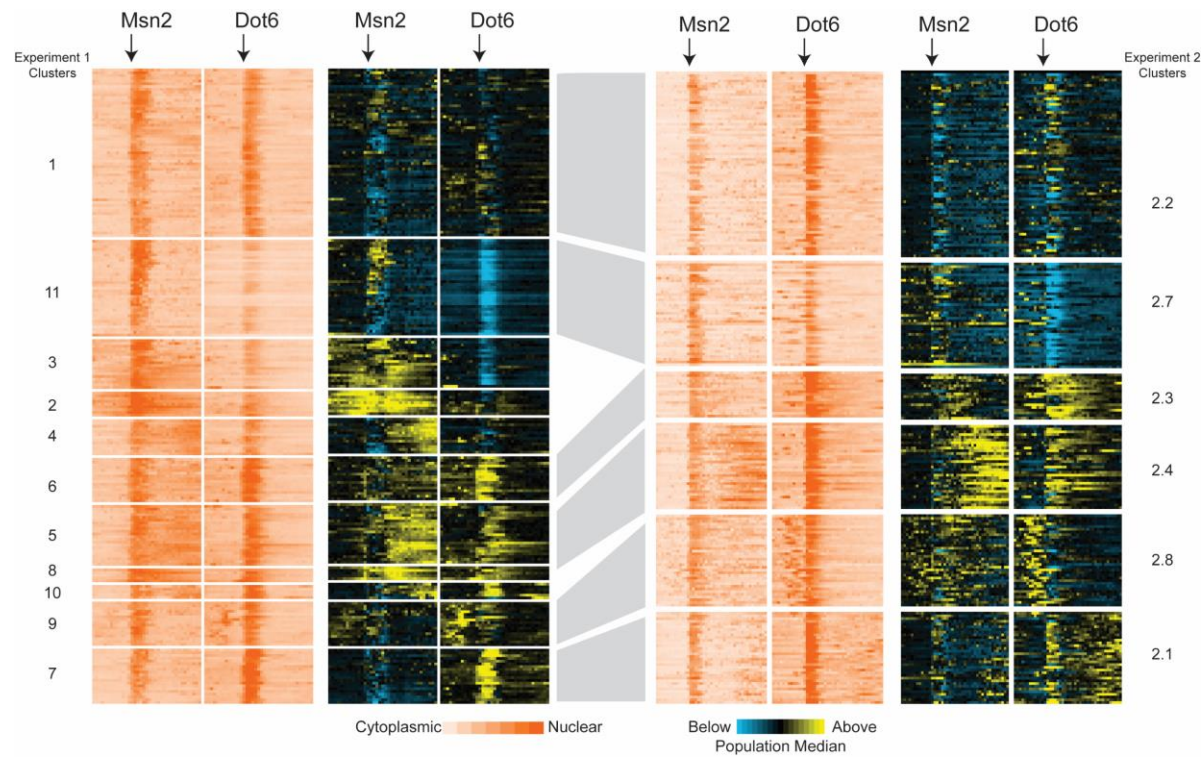 Msn2 Dot6 Msn2 Dot6 Msn2 Dot6 Msn2 Dot6
Experiment 1
Clusters
1
11
3
2
4
6
5
8
10
9
7
Experiment 2
Clusters
2.2
2.7
2.3
2.4
2.8
2.1
Cytoplasmic Nuclear
Below Above
Population Median